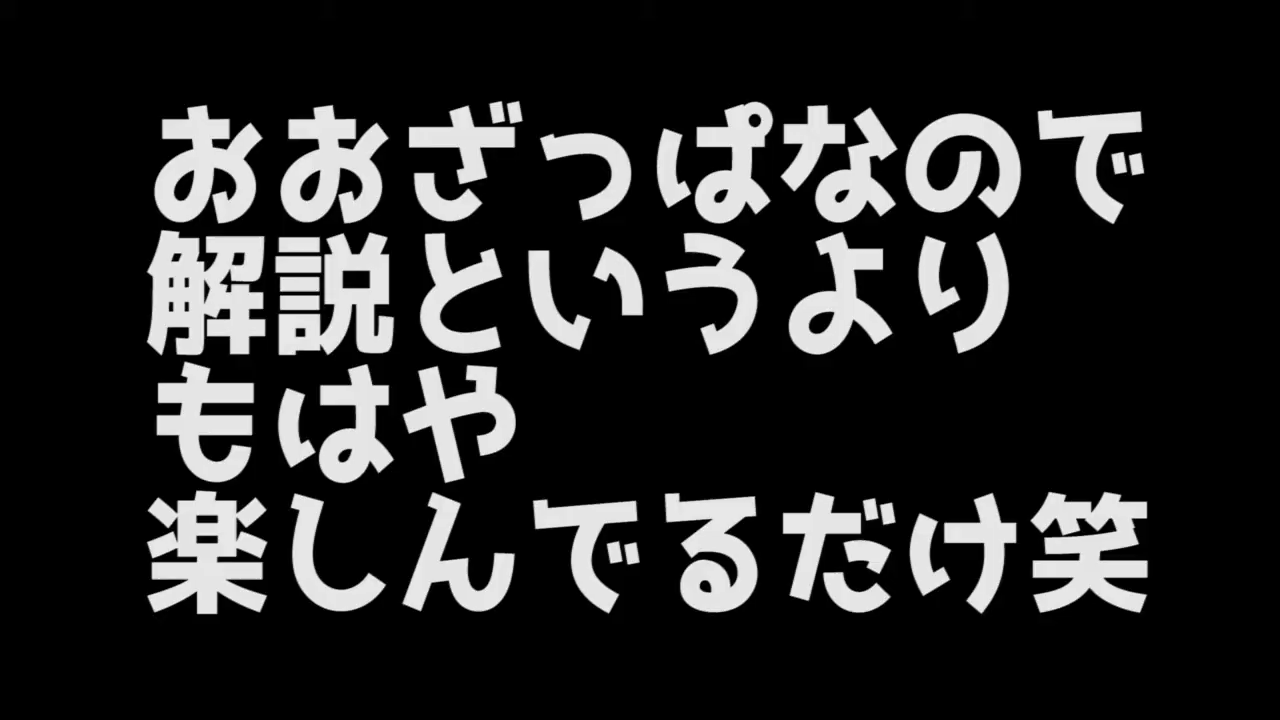 おおざっぱなので
解説というより
もはや
楽しんでるだけ笑